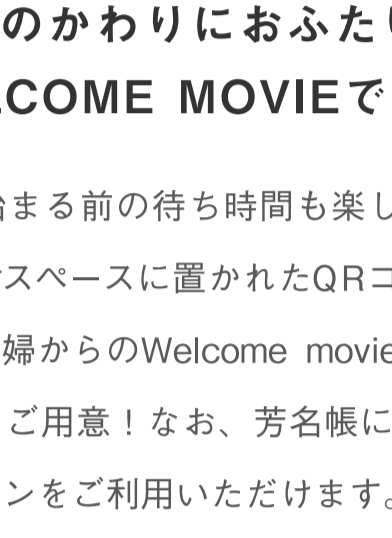 のかわりにおふた
COME MOVIEで
まる前の待ち時間も楽し
スペースに置かれたQRコ
婦からのWelcome movie
ご用意！なお、芳名帳に
ンをご利用いただけます。